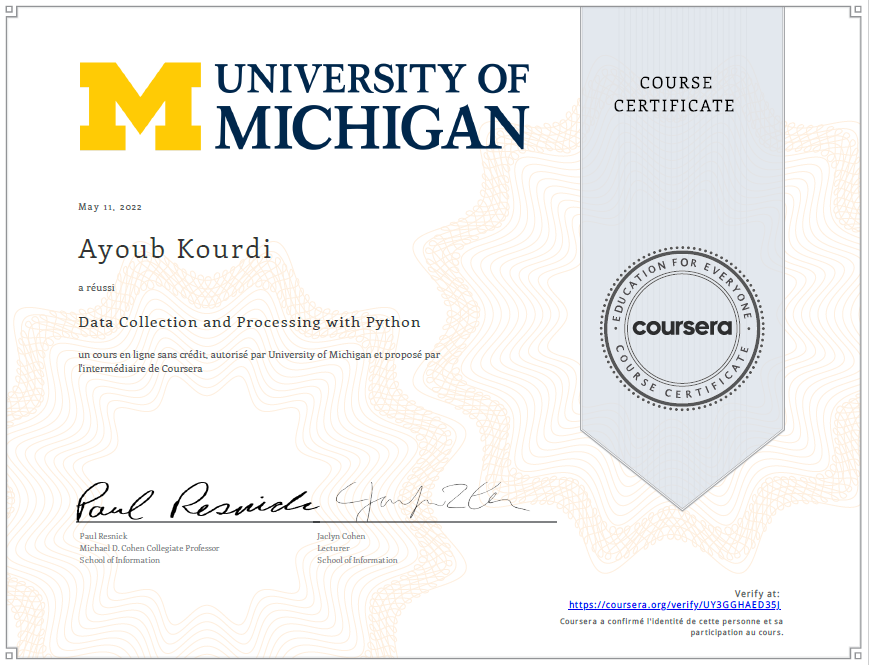 UNIVERSITY OF
MICHIGAN
COURSE
CERTIFICATE
May 11, 2022
Ayoub Kourdi
a réussi
Data Collection and Processing with Python
un cours en ligne sans crédit, autorisé par University of Michigan et proposé par
l'intermédiaire de Coursera
EDUCATION FOR EVERYONE
coursera
COURSE CERTIFICATE
Paul Resnick
Paul Resnick
Michael D. Cohen Collegiate Professor
School of Information
Jaclyn Cohen
Lecturer
School of Information
Verify at:
https://coursera.org/verify/UY3GGHAED35J
Coursera a confirmé l'identité de cette personne et sa
participation au cours.